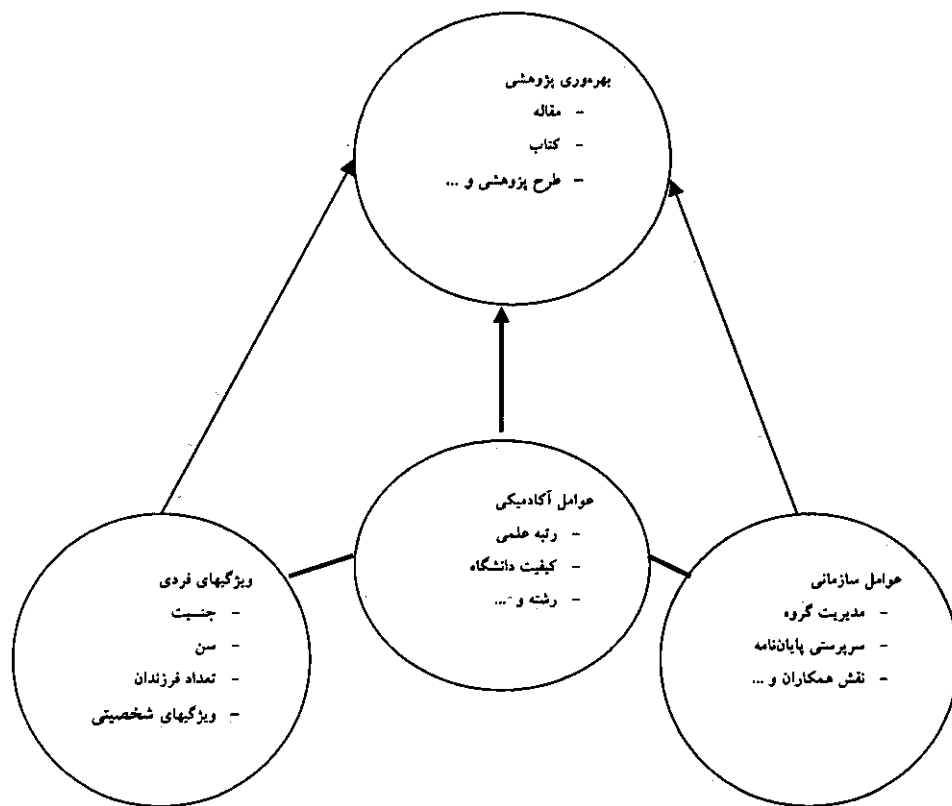 بهره‌وری پژوهشی
- مقاله
- کتاب
- طرح پژوهشی و ...
عوامل آکادمیکی
- رتبه علمی
- کیفیت دانشگاه
- رشته و ...
عوامل سازمانی
- مدیریت گروه
- سرپرستی پایان‌نامه
- نقش همکاران و ...
ویژگیهای فردی
- جنسیت
- سن
- تعداد فرزندان
- ویژگیهای شخصیتی